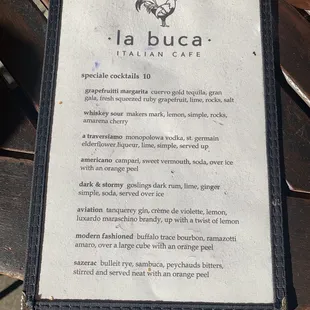 · la buca ·
ITALIAN CAFE
speciale cocktails 10
grapefruitti margarita cuervo gold tequila, gran
gala, fresh squeezed ruby grapefruit, lime, rocks, salt
whiskey sour makers mark, lemon, simple, rocks,
amarena cherry
a traversiamo monopolowa vodka, st. germain
elderflower liqueur, lime, simple, served up
americano campari, sweet vermouth, soda, over ice
with an orange peel
dark & stormy goslings dark rum, lime, ginger
simple, soda, served over ice
aviation tanquerey gin, crème de violette, lemon,
luxardo maraschino brandy, up with a twist of lemon
modern fashioned buffalo trace bourbon, ramazotti
amaro, over a large cube with an orange peel
sazerac bulleit rye, sambuca, peychauds bitters,
stirred and served neat with an orange peel